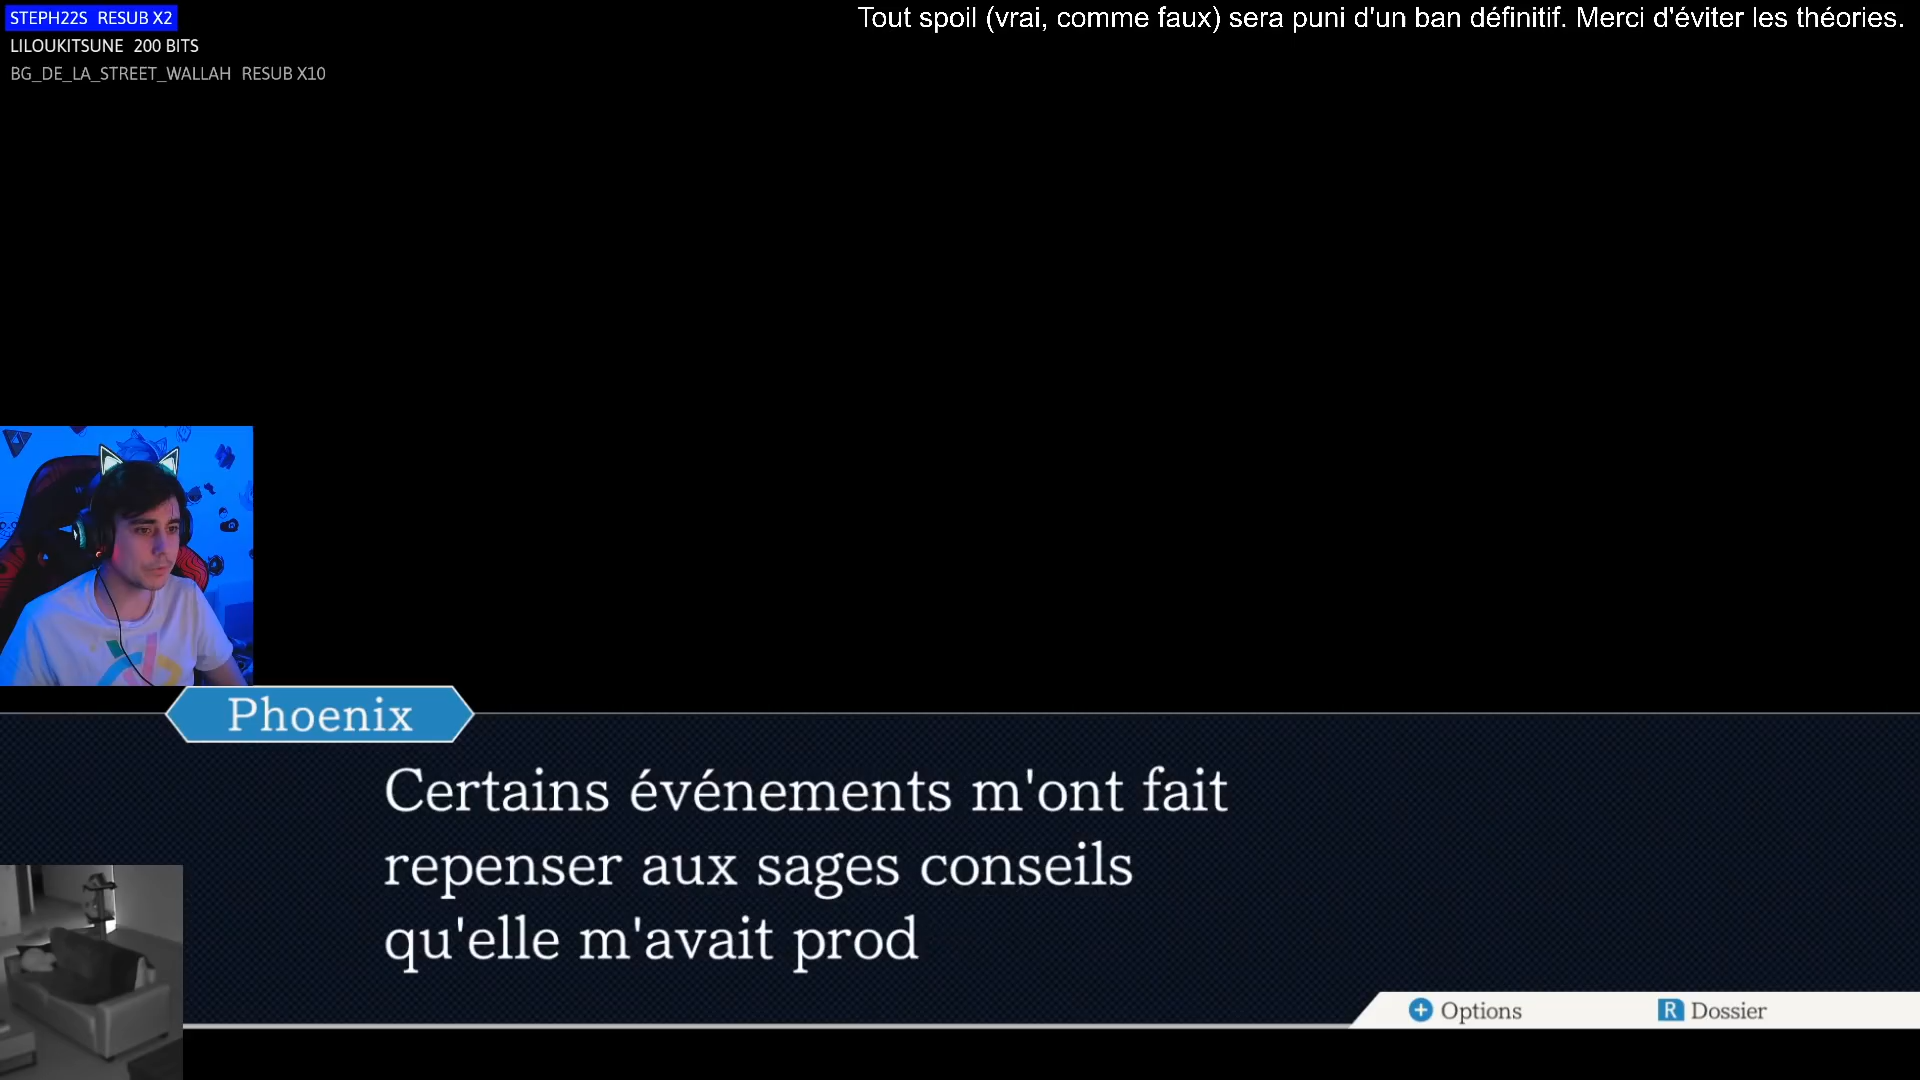 STEPH22S RESUB X2
LILOUKITSUNE 200 BITS
BG_DE_LA_STREET_WALLAH RESUB X10
Tout spoil (vrai, comme faux) sera puni d'un ban définitif. Merci d'éviter les théories.
Phoenix
Certains événements m'ont fait
repenser aux sages conseils
qu'elle m'avait prod
+ Options
R Dossier